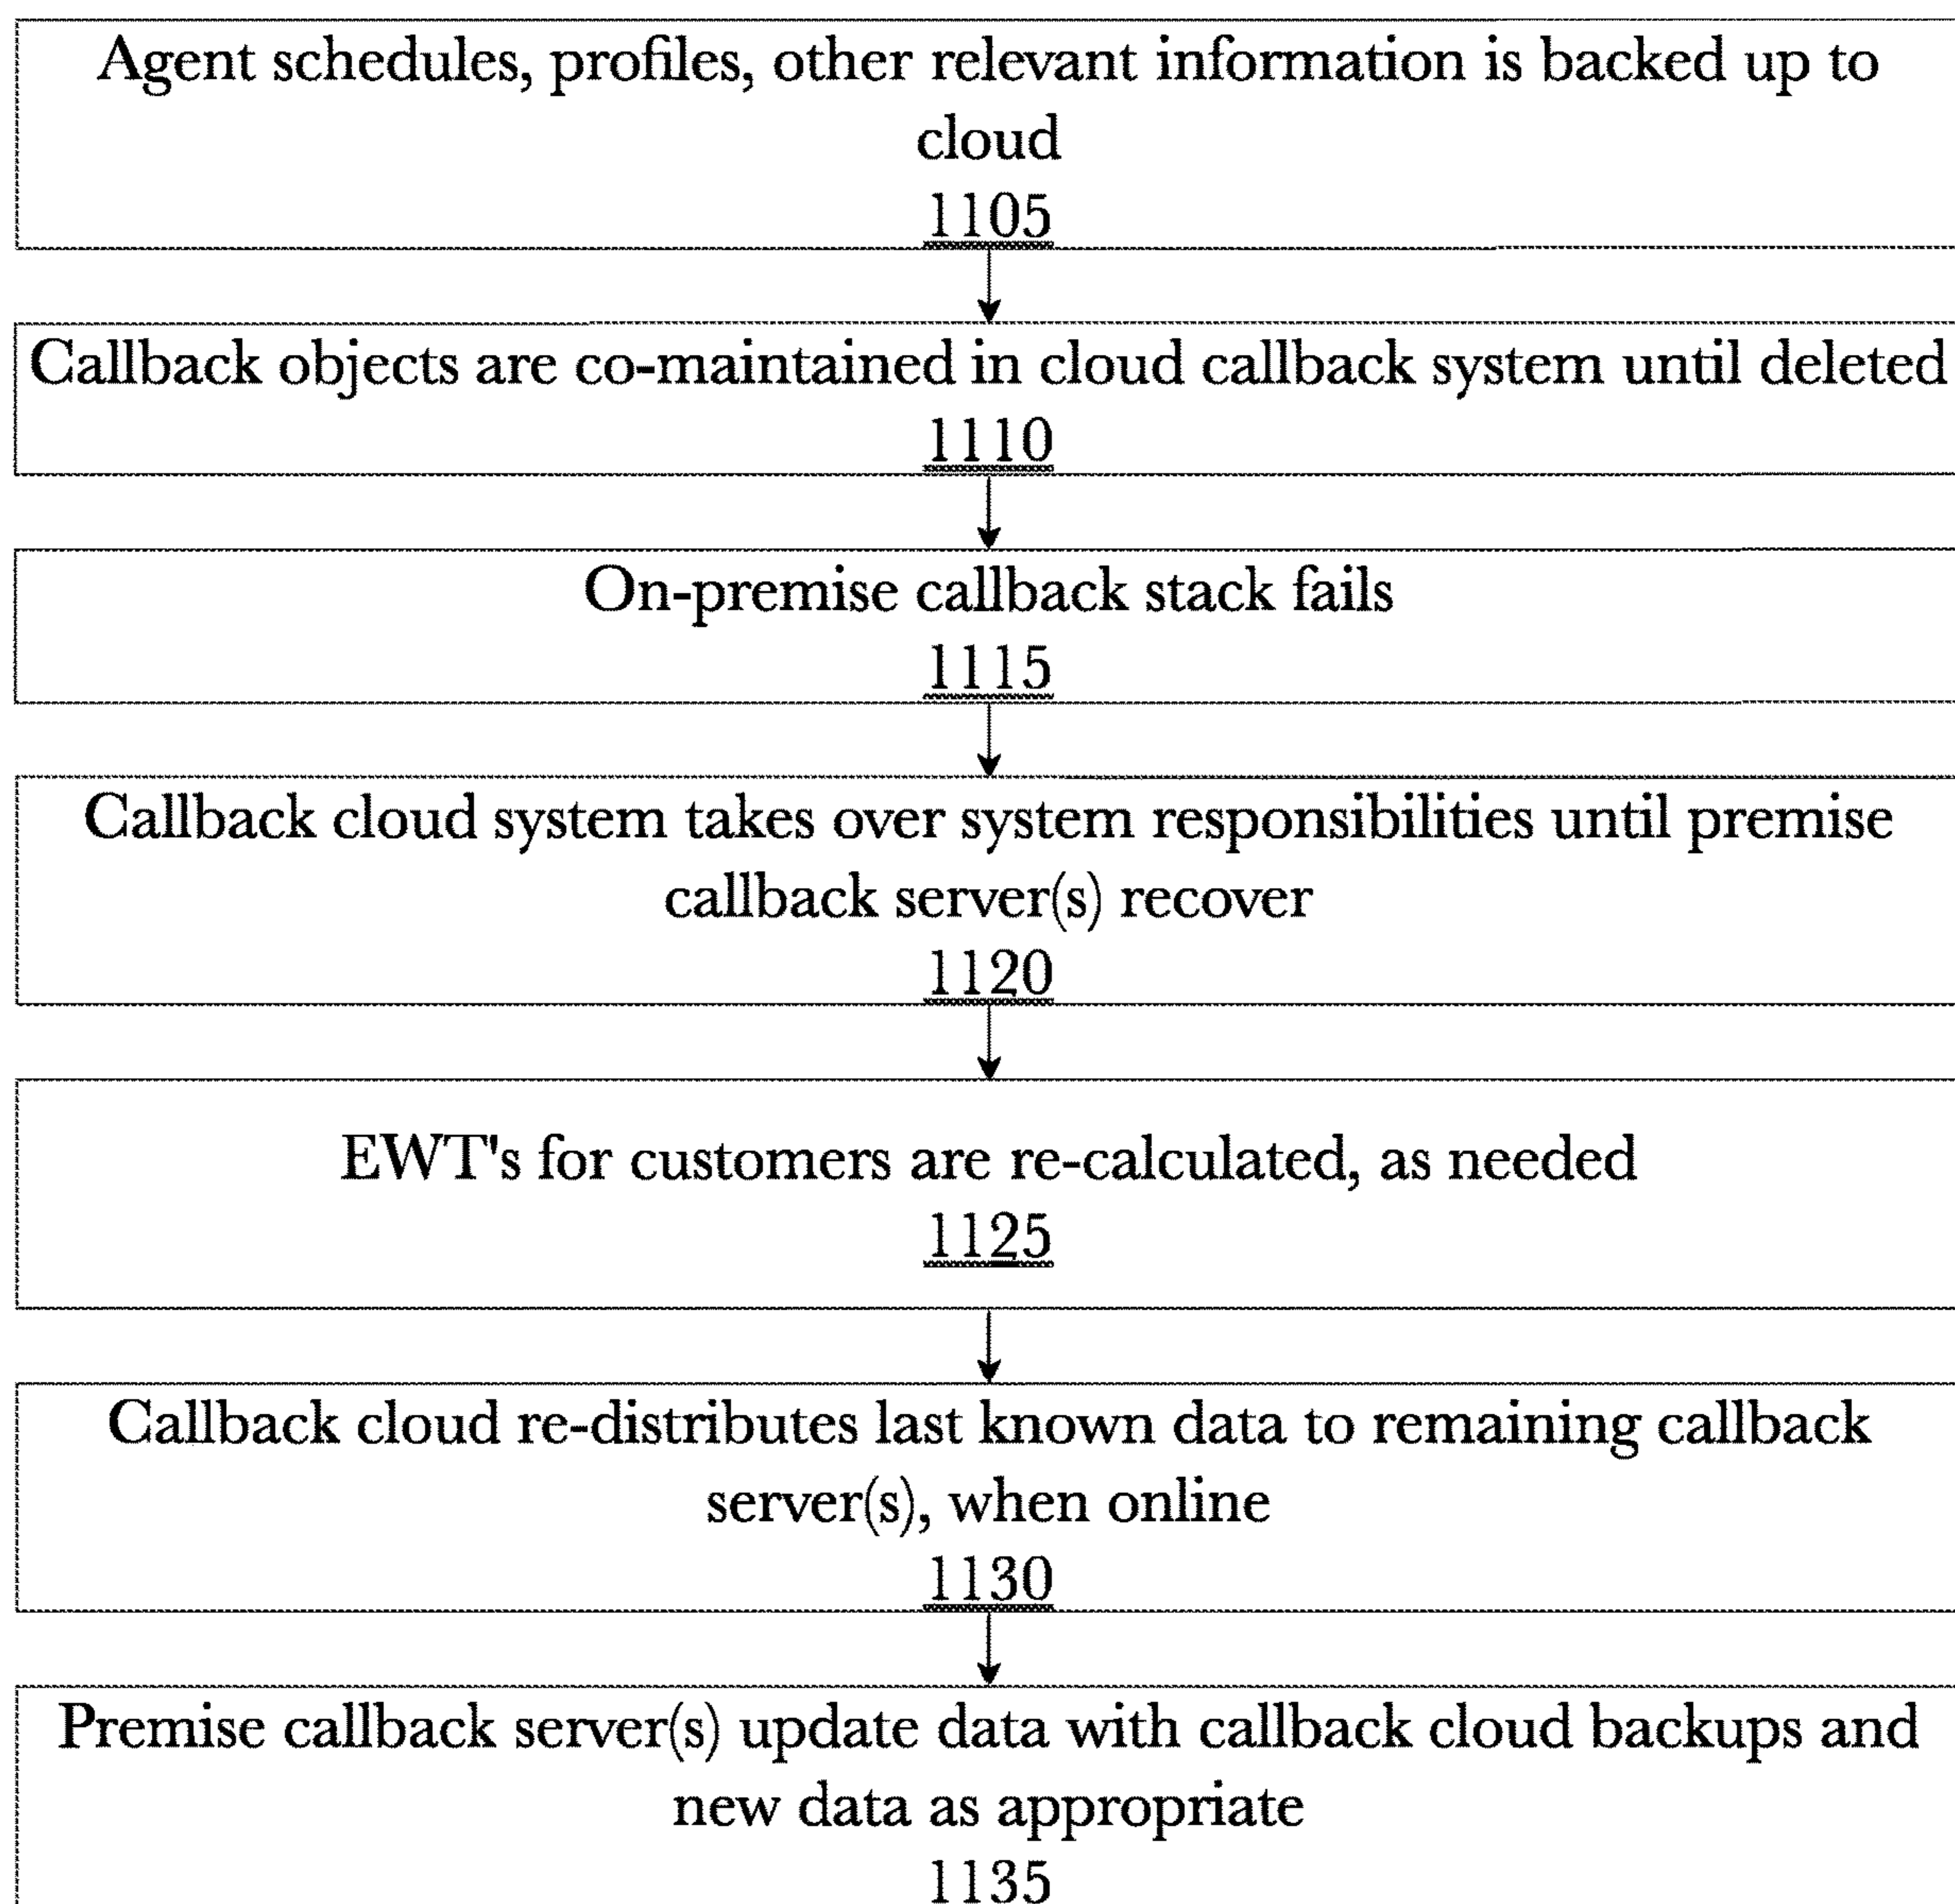 Agent schedules, profiles, other relevant information is backed up to
cloud
1105
Callback objects are co-maintained in cloud callback system until deleted
1110
On-premise callback stack fails
1115
Callback cloud system takes over system responsibilities until premise
callback server(s) recover
1120
EWT's for customers are re-calculated, as needed
1125
Callback cloud re-distributes last known data to remaining callback
server(s), when online
1130
Premise callback server(s) update data with callback cloud backups and
new data as appropriate
1135